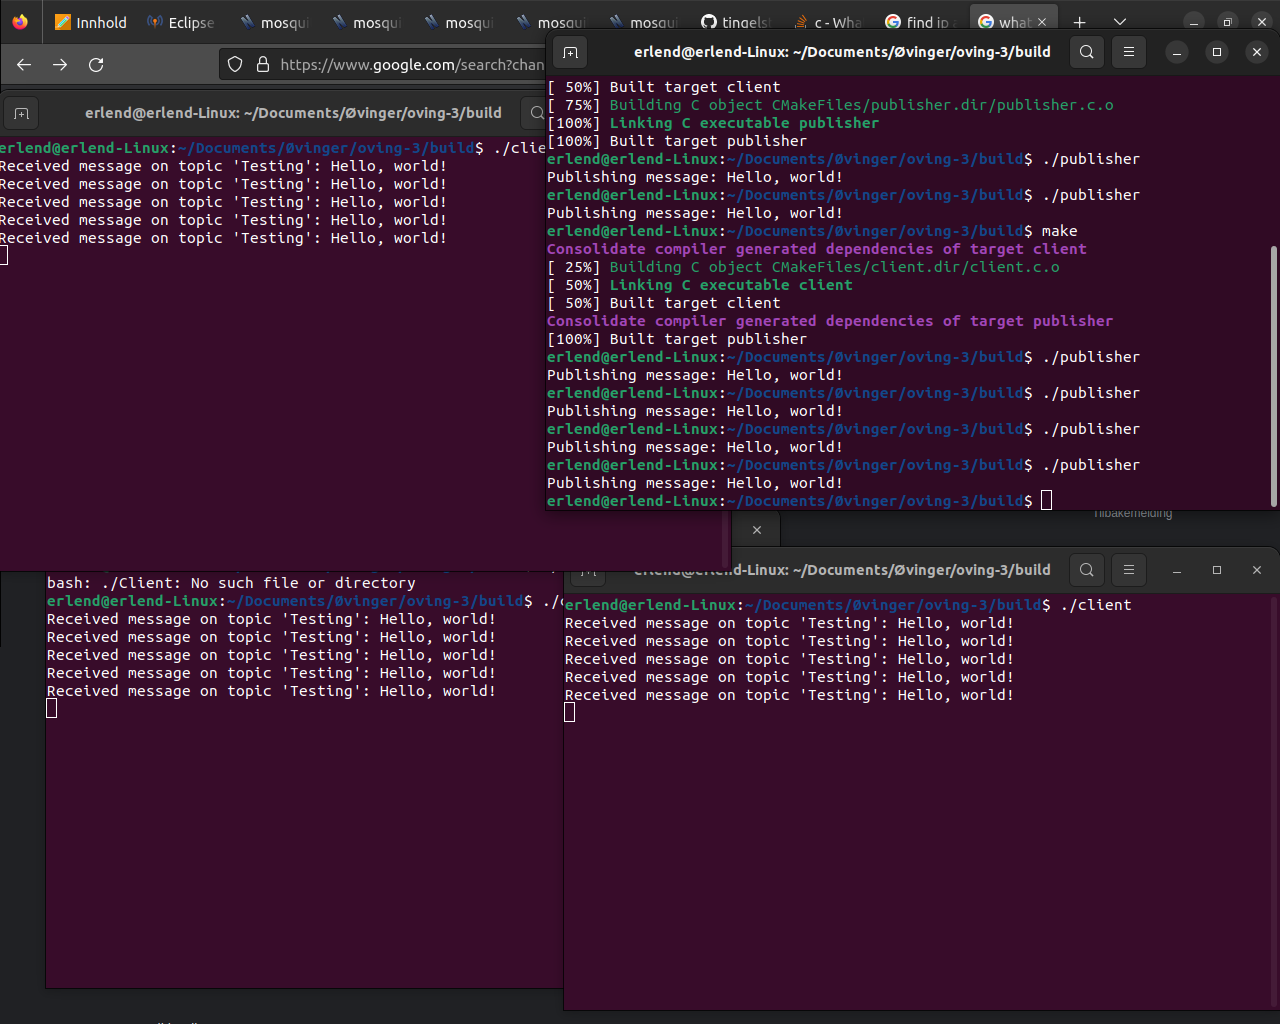 Innhold Eclipse mosqui mosqui mosqui mosqui mosqui tingelst c - Wha find ip a what
https://www.google.com/search?chan
erlend@erlend-Linux: ~/Documents/Øvinger/oving-3/build
[ 50%] Built target client
[ 75%] Building C object CMakeFiles/publisher.dir/publisher.c.o
[100%] Linking C executable publisher
[100%] Built target publisher
erlend@erlend-Linux:~/Documents/Øvinger/oving-3/build$ ./publisher
Publishing message: Hello, world!
erlend@erlend-Linux:~/Documents/Øvinger/oving-3/build$ ./publisher
Publishing message: Hello, world!
erlend@erlend-Linux:~/Documents/Øvinger/oving-3/build$ make
Consolidate compiler generated dependencies of target client
[ 25%] Building C object CMakeFiles/client.dir/client.c.o
[ 50%] Linking C executable client
[ 50%] Built target client
Consolidate compiler generated dependencies of target publisher
[100%] Built target publisher
erlend@erlend-Linux:~/Documents/Øvinger/oving-3/build$ ./publisher
Publishing message: Hello, world!
erlend@erlend-Linux:~/Documents/Øvinger/oving-3/build$ ./publisher
Publishing message: Hello, world!
erlend@erlend-Linux:~/Documents/Øvinger/oving-3/build$ ./publisher
Publishing message: Hello, world!
erlend@erlend-Linux:~/Documents/Øvinger/oving-3/build$ ./publisher
Publishing message: Hello, world!
erlend@erlend-Linux:~/Documents/Øvinger/oving-3/build$
erlend@erlend-Linux: ~/Documents/Øvinger/oving-3/build
erlend@erlend-Linux:~/Documents/Øvinger/oving-3/build$ ./clie
Received message on topic 'Testing': Hello, world!
Received message on topic 'Testing': Hello, world!
Received message on topic 'Testing': Hello, world!
Received message on topic 'Testing': Hello, world!
Received message on topic 'Testing': Hello, world!
Tilbakemelding
bash: ./Client: No such file or directory
erlend@erlend-Linux:~/Documents/Øvinger/oving-3/build$ ./c
Received message on topic 'Testing': Hello, world!
Received message on topic 'Testing': Hello, world!
Received message on topic 'Testing': Hello, world!
Received message on topic 'Testing': Hello, world!
Received message on topic 'Testing': Hello, world!
erlend@erlend-Linux: ~/Documents/Øvinger/oving-3/build
erlend@erlend-Linux:~/Documents/Øvinger/oving-3/build$ ./client
Received message on topic 'Testing': Hello, world!
Received message on topic 'Testing': Hello, world!
Received message on topic 'Testing': Hello, world!
Received message on topic 'Testing': Hello, world!
Received message on topic 'Testing': Hello, world!